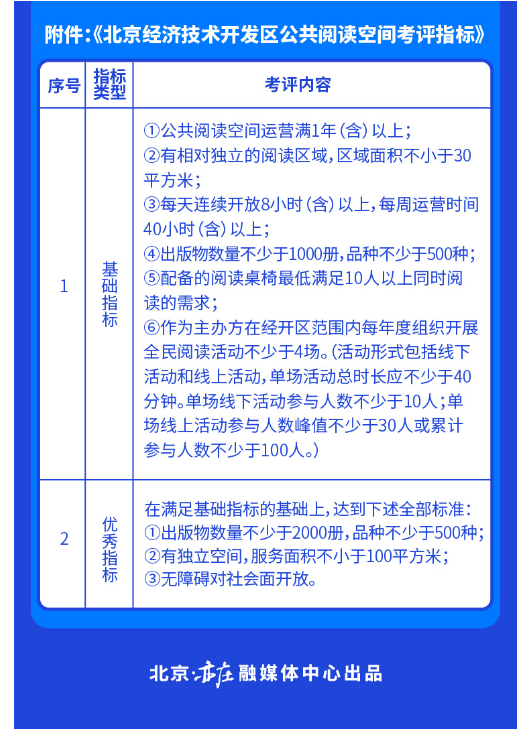 附件:《北京经济技术开发区公共阅读空间考评指标》
序号
指标
类型
考评内容
1
基
础
指
标
①公共阅读空间运营满1年(含)以上;
②有相对独立的阅读区域,区域面积不小于30
平方米;
③每天连续开放8小时(含)以上,每周运营时间
40小时(含)以上;
④出版物数量不少于1000册,品种不少于500种;
⑤配备的阅读桌椅最低满足10人以上同时阅
读的需求;
⑥作为主办方在经开区范围内每年度组织开展
全民阅读活动不少于4场。(活动形式包括线下
活动和线上活动,单场活动总时长应不少于40
分钟。单场线下活动参与人数不少于10人;单
场线上活动参与人数峰值不少于30人或累计
参与人数不少于100人。)
2
优
秀
指
标
在满足基础指标的基础上,达到下述全部标准:
①出版物数量不少于2000册,品种不少于500种;
②有独立空间,服务面积不小于100平方米;
③无障碍对社会面开放。
北京·亦庄融媒体中心出品